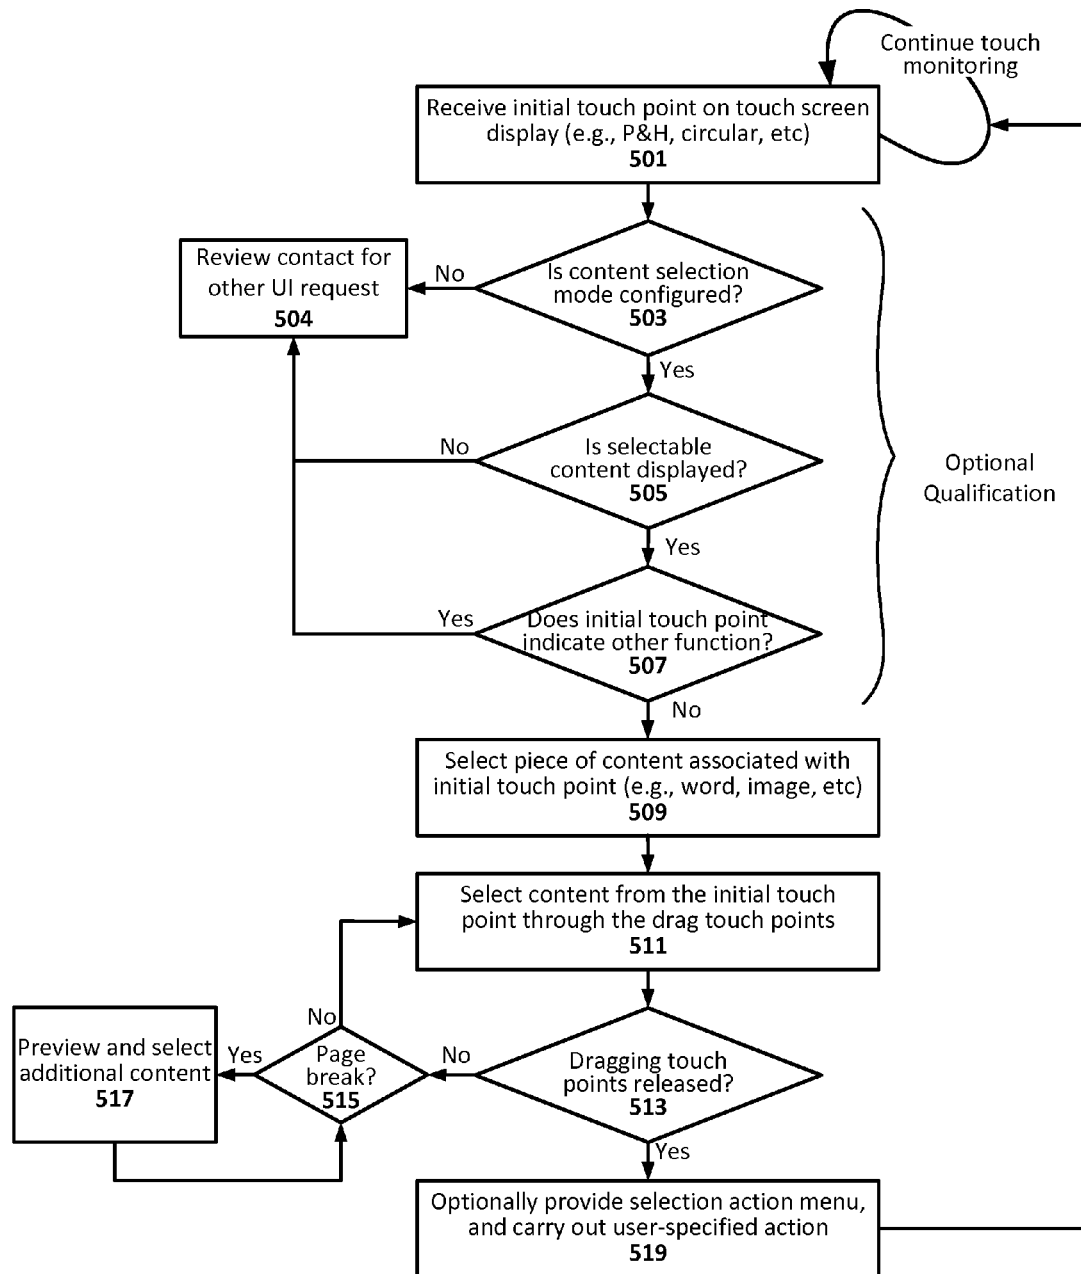 Continue touch
monitoring
Receive initial touch point on touch screen
display (e.g., P&H, circular, etc)
501
Review contact for
other UI request
504
No
Is content selection
mode configured?
503
Yes
No
Is selectable
content displayed?
505
Optional
Qualification
Yes
Yes
Does initial touch point
indicate other function?
507
No
Select piece of content associated with
initial touch point (e.g., word, image, etc)
509
Select content from the initial touch
point through the drag touch points
511
No
Preview and select
additional content
517
Yes
Page
break?
515
No
Dragging touch
points released?
513
Yes
Optionally provide selection action menu,
and carry out user-specified action
519